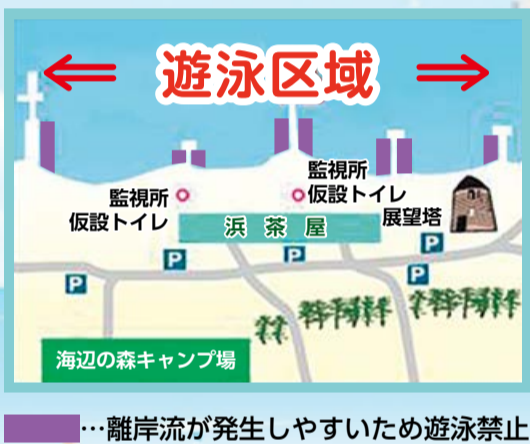 遊泳区域
監視所
仮設トイレ
監視所
仮設トイレ
展望塔
浜茶屋
P
P
P
P
P
海辺の森キャンプ場
…離岸流が発生しやすいため遊泳禁止